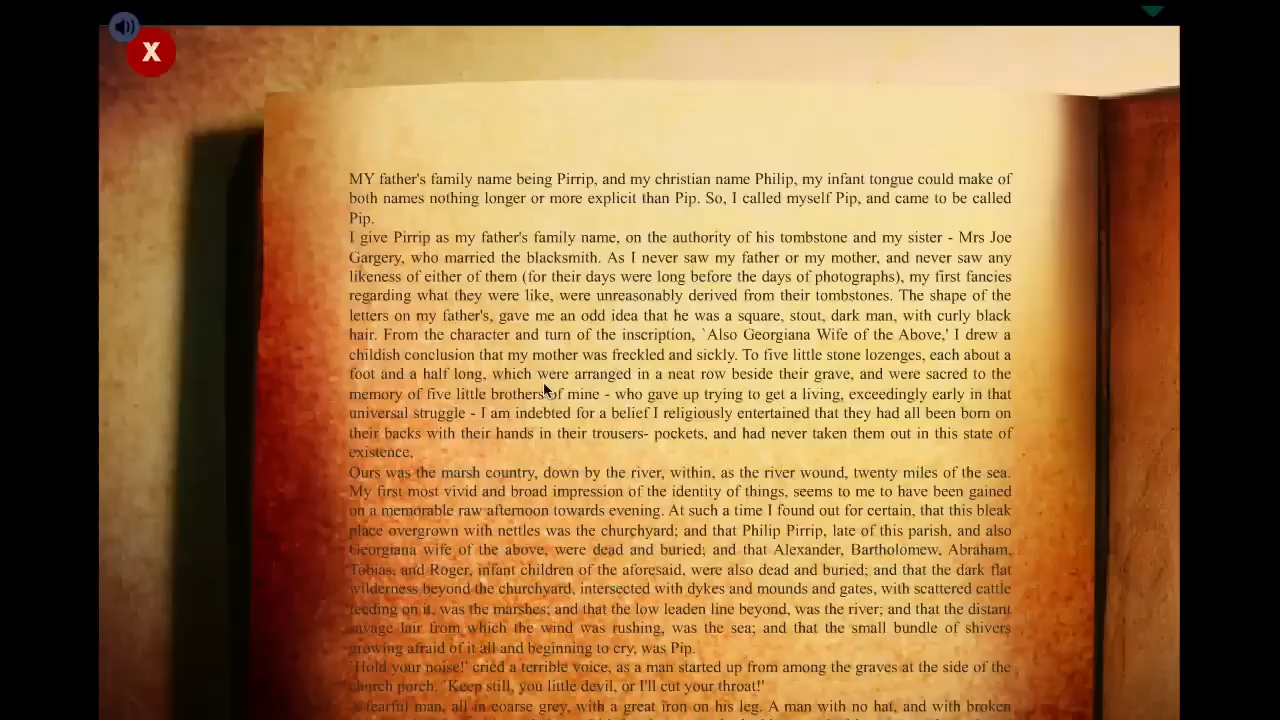 X
MY father's family name being Pirrip, and my christian name Philip, my infant tongue could make of
both names nothing longer or more explicit than Pip. So, I called myself Pip, and came to be called
Pip.
I give Pirrip as my father's family name, on the authority of his tombstone and my sister - Mrs Joe
Gargery, who married the blacksmith. As I never saw my father or my mother, and never saw any
likeness of either of them (for their days were long before the days of photographs), my first fancies
regarding what they were like, were unreasonably derived from their tombstones. The shape of the
letters on my father's, gave me an odd idea that he was a square, stout, dark man, with curly black
hair. From the character and turn of the inscription, `Also Georgiana Wife of the Above,' I drew a
childish conclusion that my mother was freckled and sickly. To five little stone lozenges, each about a
foot and a half long, which were arranged in a neat row beside their grave, and were sacred to the
memory of five little brothers of mine - who gave up trying to get a living, exceedingly early in that
universal struggle - I am indebted for a belief I religiously entertained that they had all been born on
their backs with their hands in their trousers- pockets, and had never taken them out in this state of
existence.
Ours was the marsh country, down by the river, within, as the river wound, twenty miles of the sea.
My first most vivid and broad impression of the identity of things, seems to me to have been gained
on a memorable raw afternoon towards evening. At such a time I found out for certain, that this bleak
place overgrown with nettles was the churchyard; and that Philip Pirrip, late of this parish, and also
Georgiana wife of the above, were dead and buried; and that Alexander, Bartholomew, Abraham,
Tobias, and Roger, infant children of the aforesaid, were also dead and buried; and that the dark flat
wilderness beyond the churchyard, intersected with dykes and mounds and gates, with scattered cattle
feeding on it, was the marshes; and that the low leaden line beyond, was the river; and that the distant
savage lair from which the wind was rushing, was the sea; and that the small bundle of shivers
growing afraid of it all and beginning to cry, was Pip.
`Hold your noise!' cried a terrible voice, as a man started up from among the graves at the side of the
church porch. `Keep still, you little devil, or I'll cut your throat!'
A fearful man, all in coarse grey, with a great iron on his leg. A man with no hat, and with broken